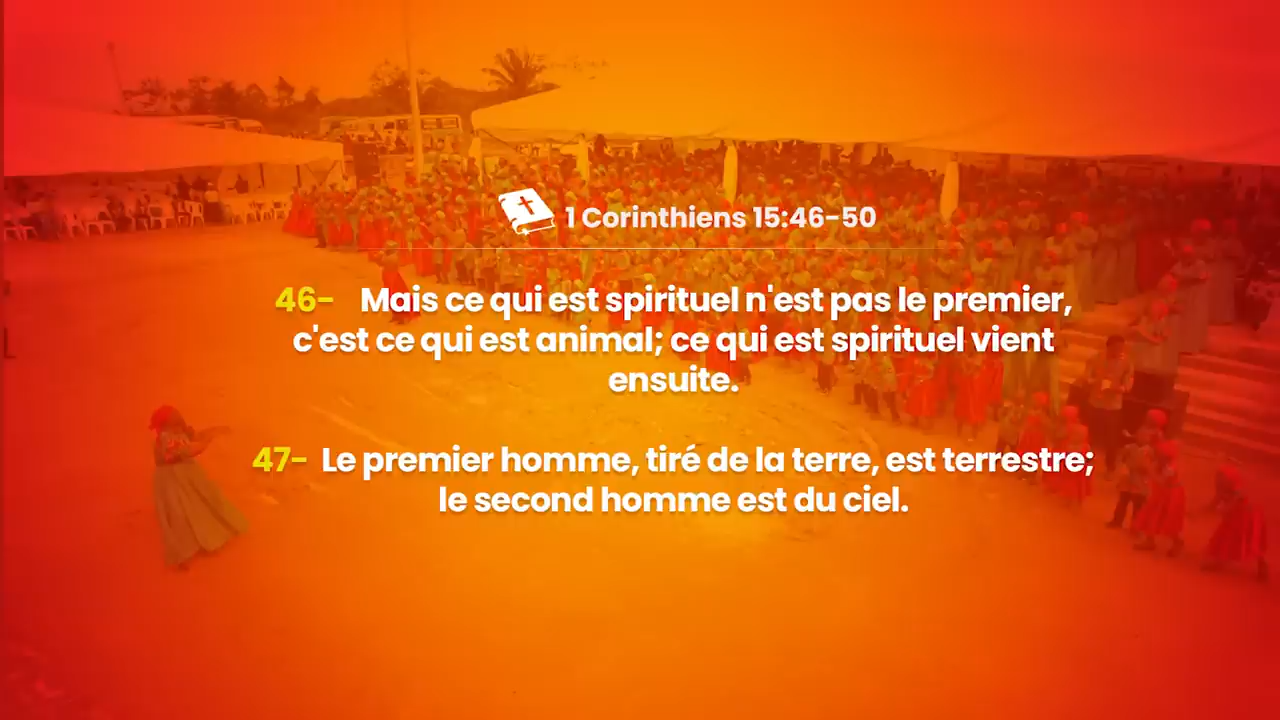 1 Corinthiens 15:46-50
46- Mais ce qui est spirituel n'est pas le premier,
c'est ce qui est animal; ce qui est spirituel vient
ensuite.
47- Le premier homme, tiré de la terre, est terrestre;
le second homme est du ciel.